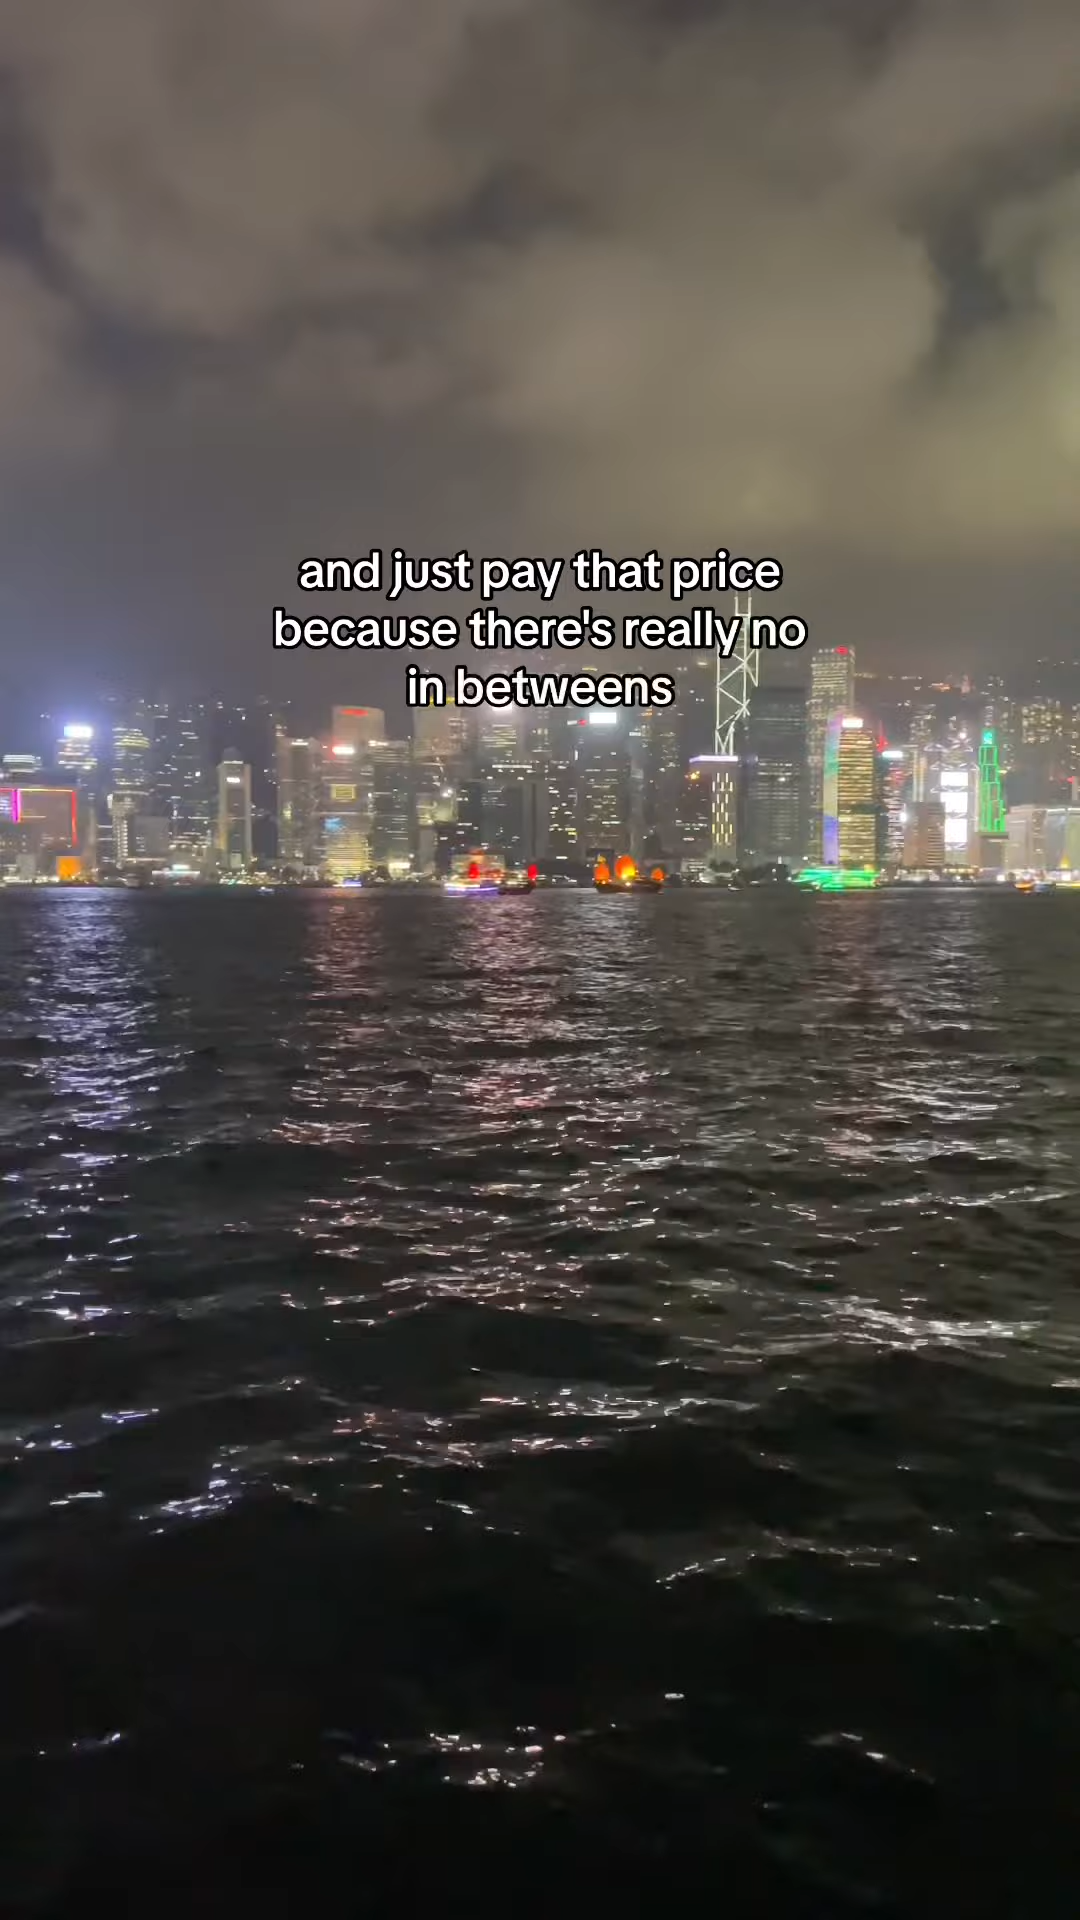 and just pay that price
because there's really no
in betweens